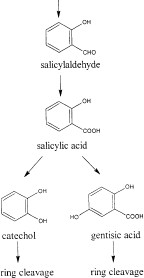 OH
CHO
salicylaldehyde
OH
COOH
salicylic acid
OH
OH
OH
HO
COOH
catechol gentisic acid
ring cleavage ring cleavage